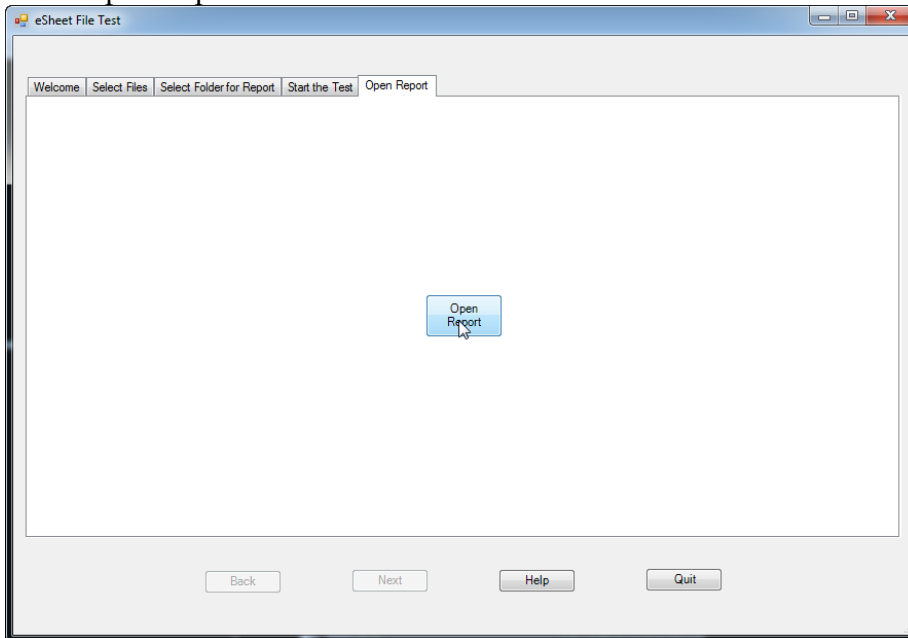 eSheet File Test
Welcome Select Files Select Folder for Report Start the Test Open Report
Open
Report
Back Next Help Quit